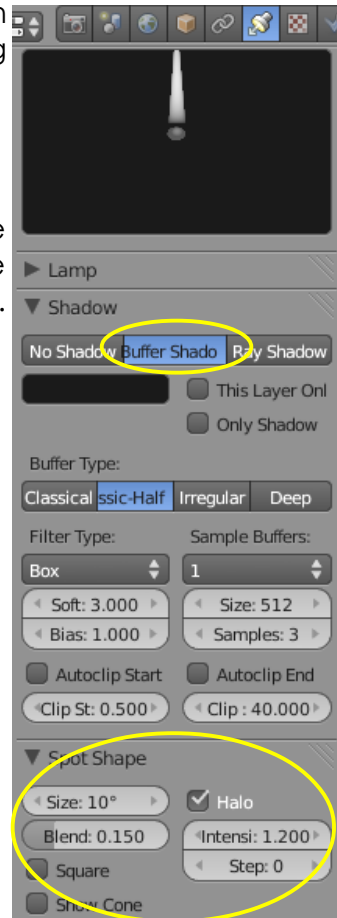 n
g
e
e
.
Lamp
Shadow
No Shadow Buffer Shado Ray Shadow
This Layer Onl
Only Shadow
Buffer Type:
Classical ssic-Half Irregular Deep
Filter Type: Sample Buffers:
Box 1
Soft: 3.000 Size: 512
Bias: 1.000 Samples: 3
Autoclip Start Autoclip End
Clip St: 0.500 Clip : 40.000
Spot Shape
Size: 10° Halo
Blend: 0.150 Intensi: 1.200
Square Step: 0
Show Cone